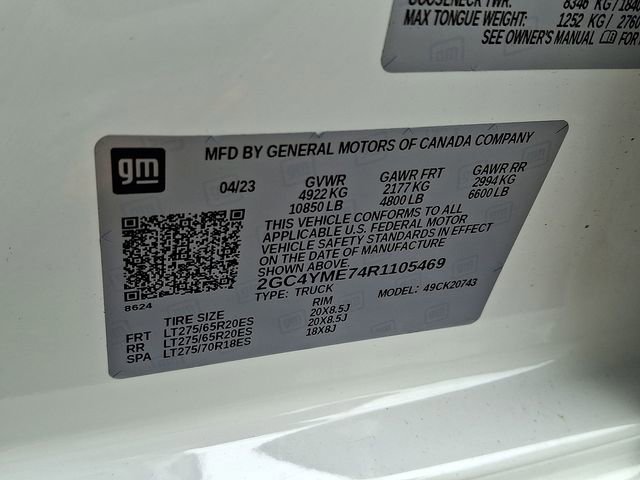 GOOSENECK TWR: 8346 KG/
MAX TONGUE WEIGHT: 1252 KG/ 2760
SEE OWNER'S MANUAL FOR
gm
MFD BY GENERAL MOTORS OF CANADA COMPANY
04/23 GVWR GAWR FRT GAWR RR
4922 KG 2177 KG 2994 KG
10850 LB 4800 LB 6600 LB
THIS VEHICLE CONFORMS TO ALL
APPLICABLE U.S. FEDERAL MOTOR
VEHICLE SAFETY STANDARDS IN EFFECT
ON THE DATE OF MANUFACTURE
SHOWN ABOVE.
2GC4YME74R1105469
8624
TYPE: TRUCK MODEL: 49CK20743
TIRE SIZE RIM
FRT LT275/65R20ES 20X8.5J
RR LT275/65R20ES 20X8.5J
SPA LT275/70R18ES 18X8J